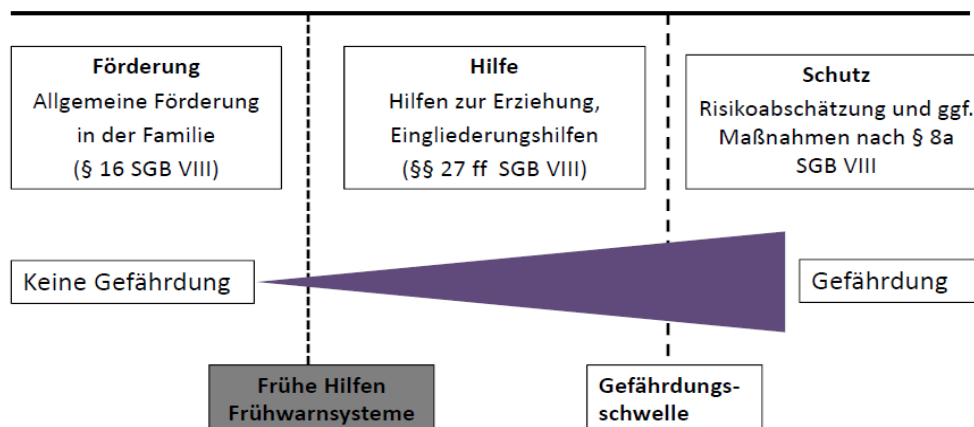 Förderung
Allgemeine Förderung
in der Familie
(§ 16 SGB VIII)
Hilfe
Hilfen zur Erziehung,
Eingliederungshilfen
(§§ 27 ff SGB VIII)
Schutz
Risikoabschätzung und ggf.
Maßnahmen nach § 8a
SGB VIII
Keine Gefährdung
Gefährdung
Frühe Hilfen
Frühwarnsysteme
Gefährdungs-
schwelle